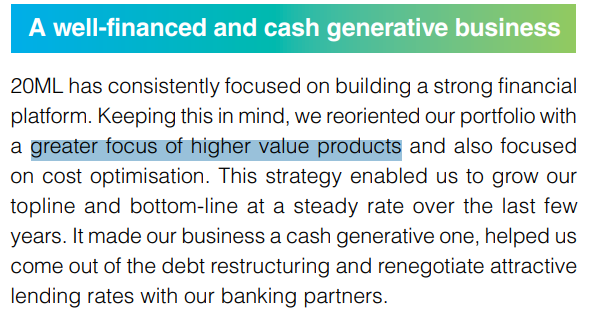 A well-financed and cash generative business
20ML has consistently focused on building a strong financial
platform. Keeping this in mind, we reoriented our portfolio with
a greater focus of higher value products and also focused
on cost optimisation. This strategy enabled us to grow our
topline and bottom-line at a steady rate over the last few
years. It made our business a cash generative one, helped us
come out of the debt restructuring and renegotiate attractive
lending rates with our banking partners.